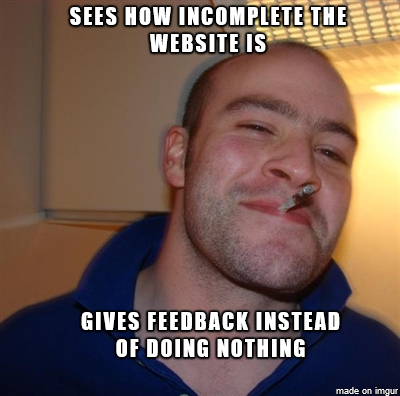 SEES HOW INCOMPLETE THE
WEBSITE IS
GIVES FEEDBACK INSTEAD
OF DOING NOTHING
made on imgur